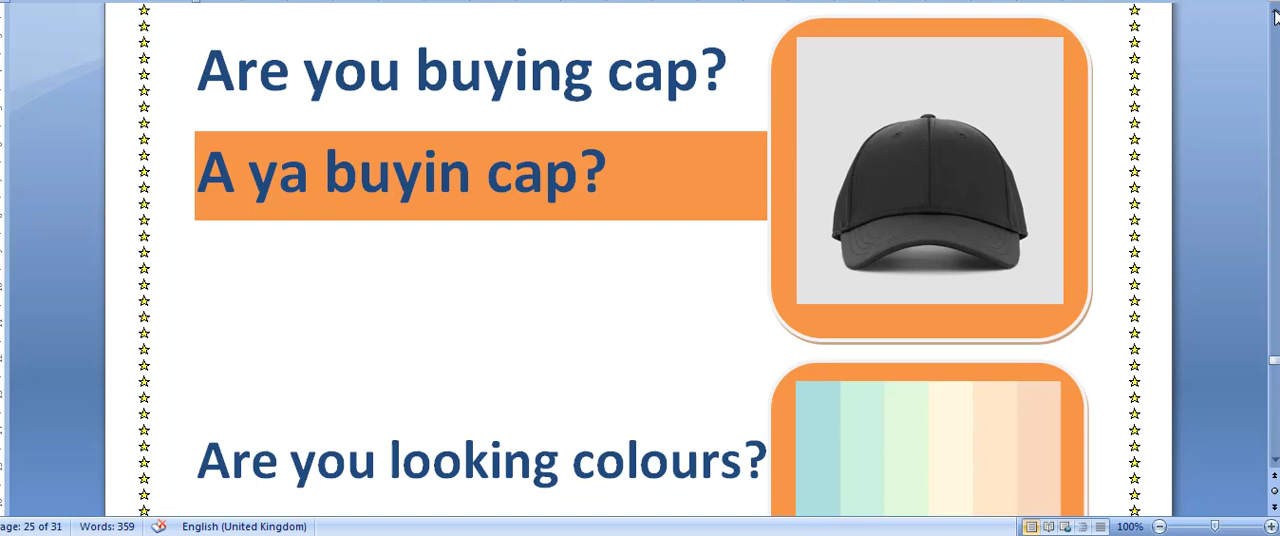 Are you buying cap?
A ya buyin cap?
Are you looking colours?
age: 25 of 31 Words: 359 English (United Kingdom) 100%